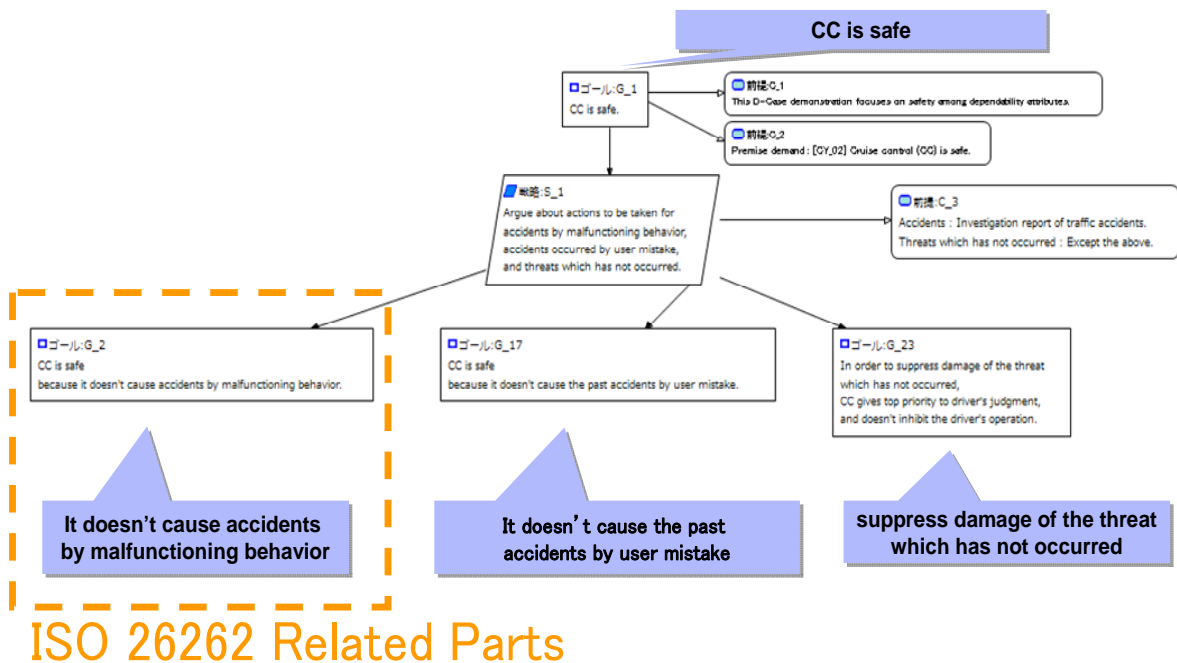 CC is safe
ゴール:G_1
CC is safe.
前提:C_1
This D-Case demonstration focuses on safety among dependability attributes.
前提:C_2
Premise demand : [CY_02] Cruise control (CC) is safe.
戦略:S_1
Argue about actions to be taken for
accidents by malfunctioning behavior,
accidents occurred by user mistake,
and threats which has not occurred.
前提:C_3
Accidents : Investigation report of traffic accidents.
Threats which has not occurred : Except the above.
ゴール:G_2
CC is safe
because it doesn't cause accidents by malfunctioning behavior.
ゴール:G_17
CC is safe
because it doesn't cause the past accidents by user mistake.
ゴール:G_23
In order to suppress damage of the threat
which has not occurred,
CC gives top priority to driver's judgment,
and doesn't inhibit the driver's operation.
It doesn’t cause accidents
by malfunctioning behavior
It doesn’t cause the past
accidents by user mistake
suppress damage of the threat
which has not occurred
ISO 26262 Related Parts